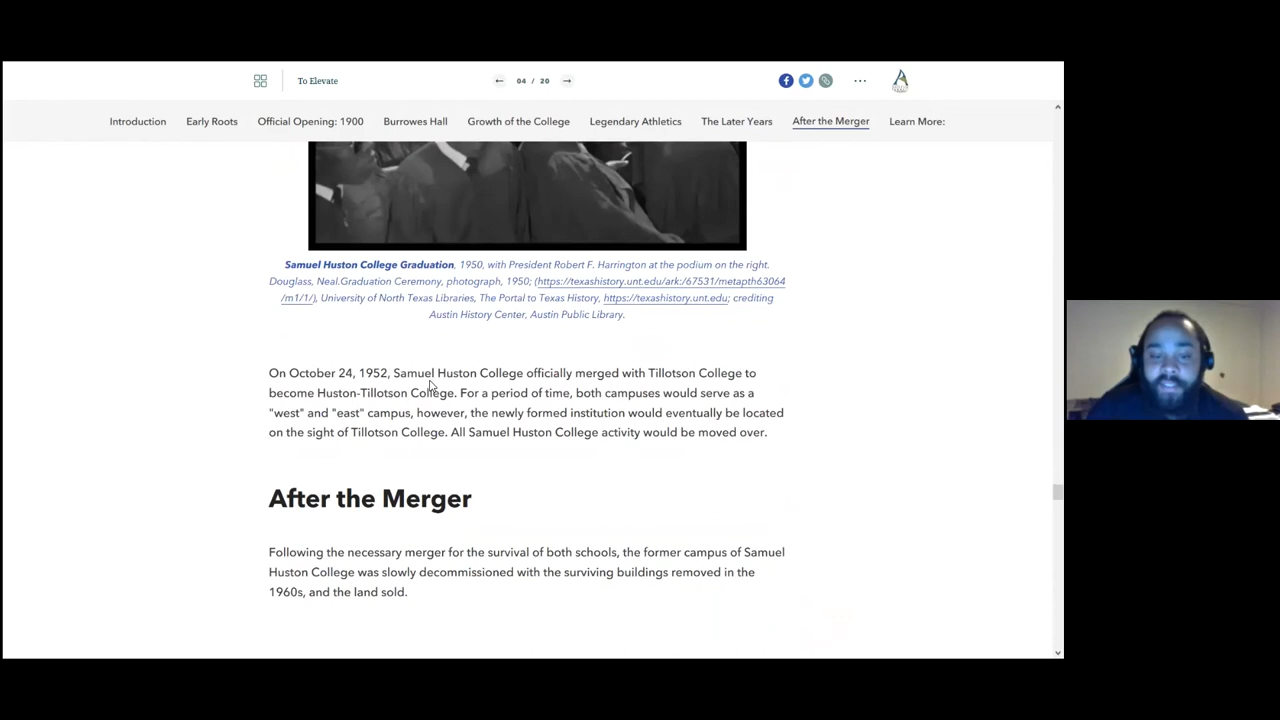 To Elevate
04 / 20
Introduction Early Roots Official Opening: 1900 Burrowes Hall Growth of the College Legendary Athletics The Later Years After the Merger Learn More:
Samuel Huston College Graduation, 1950, with President Robert F. Harrington at the podium on the right.
Douglass, Neal.Graduation Ceremony, photograph, 1950; (https://texashistory.unt.edu/ark:/67531/metapth63064
/m1/1/), University of North Texas Libraries, The Portal to Texas History, https://texashistory.unt.edu; crediting
Austin History Center, Austin Public Library.
On October 24, 1952, Samuel Huston College officially merged with Tillotson College to
become Huston-Tillotson College. For a period of time, both campuses would serve as a
"west" and "east" campus, however, the newly formed institution would eventually be located
on the sight of Tillotson College. All Samuel Huston College activity would be moved over.
After the Merger
Following the necessary merger for the survival of both schools, the former campus of Samuel
Huston College was slowly decommissioned with the surviving buildings removed in the
1960s, and the land sold.